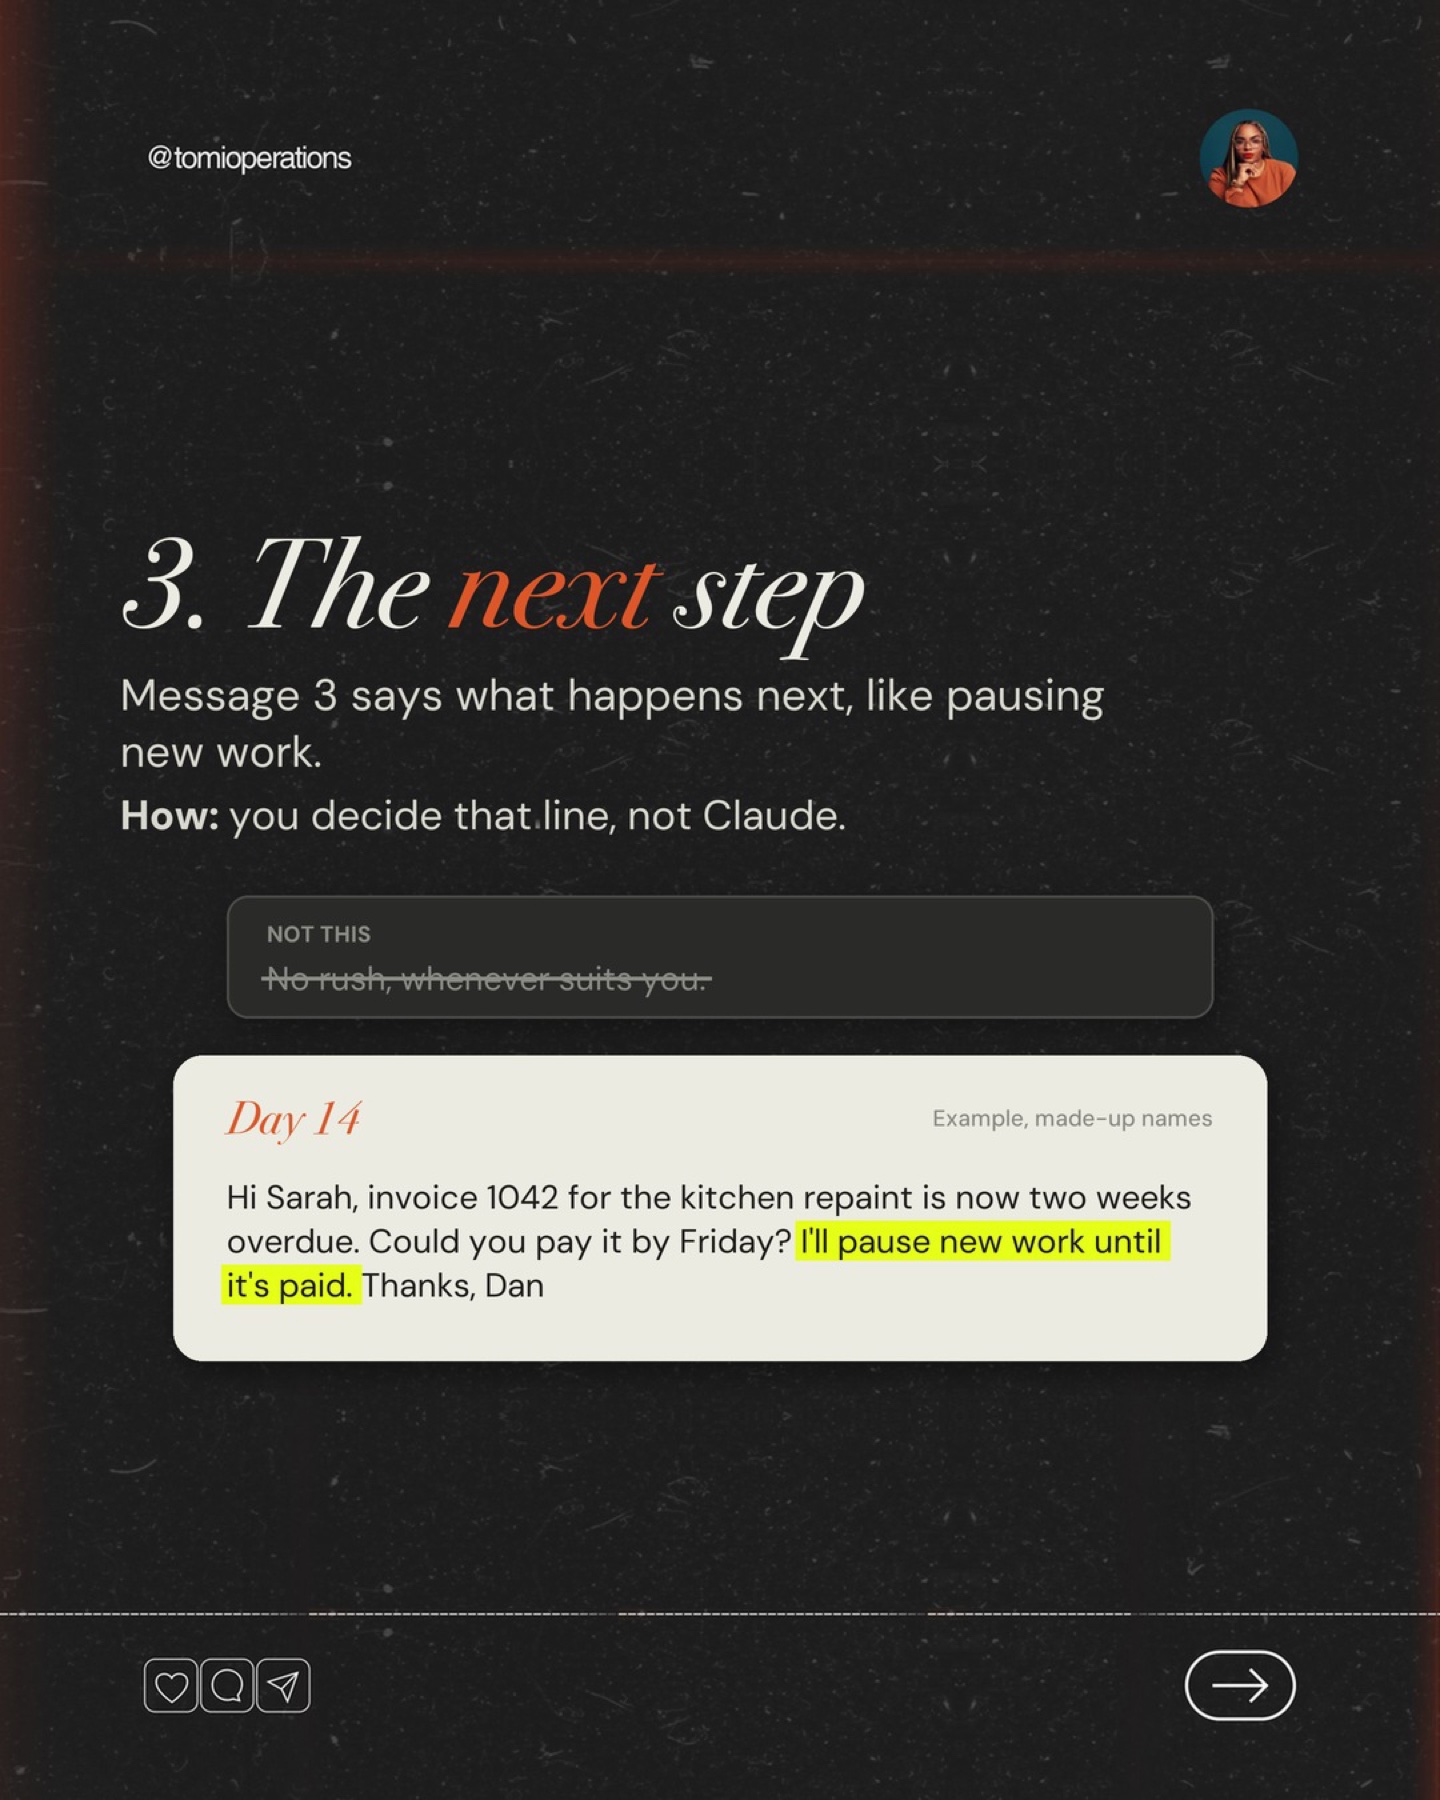 @tomioperations
3. The next step
Message 3 says what happens next, like pausing
new work.
How: you decide that line, not Claude.
NOT THIS
No rush, whenever suits you.
Day 14
Example, made-up names
Hi Sarah, invoice 1042 for the kitchen repaint is now two weeks
overdue. Could you pay it by Friday? I'll pause new work until
it's paid. Thanks, Dan